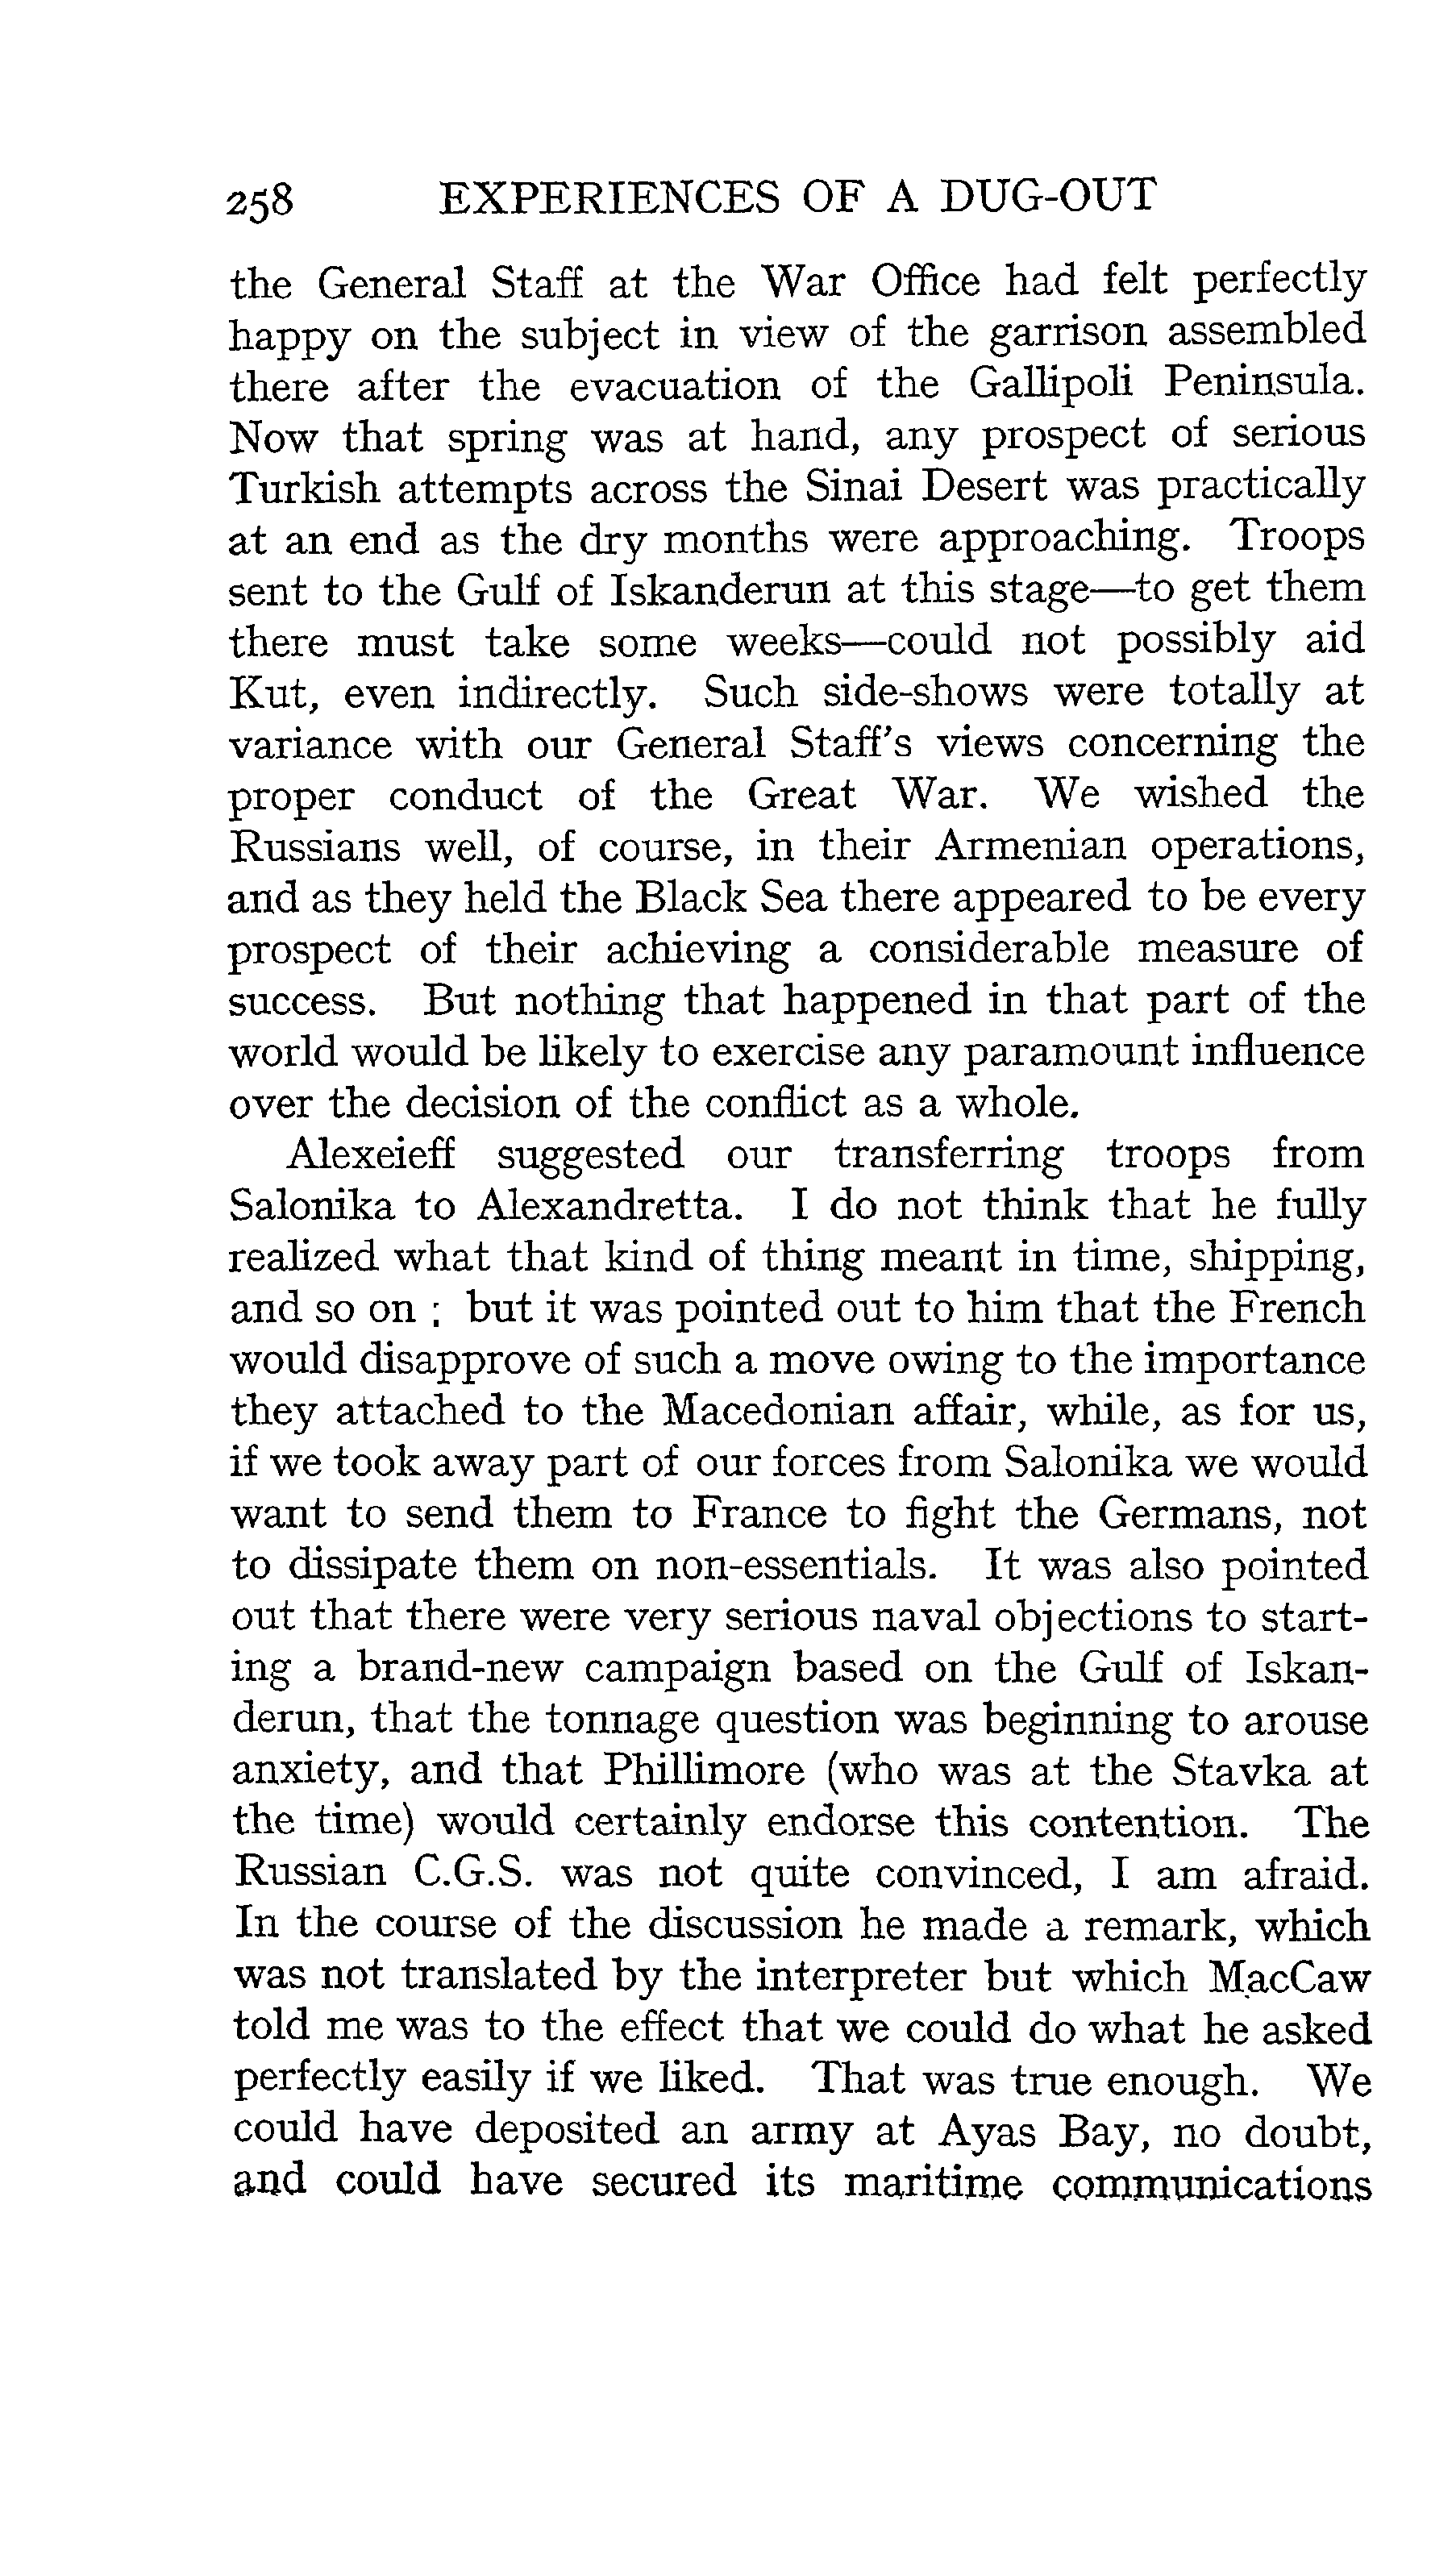 258 EXPERIENCES OF A DUG-OUT
the General Staff at the War Office had felt perfectly
happy on the subject in view of the garrison assembled
there after the evacuation of the Gallipoli Peninsula.
Now that spring was at hand, any prospect of serious
Turkish attempts across the Sinai Desert was practically
at an end as the dry months were approaching. Troops
sent to the Gulf of Iskanderun at this stage—to get them
there must take some weeks—could not possibly aid
Kut, even indirectly. Such side-shows were totally at
variance with our General Staff's views concerning the
proper conduct of the Great War. We wished the
Russians well, of course, in their Armenian operations,
and as they held the Black Sea there appeared to be every
prospect of their achieving a considerable measure of
success. But nothing that happened in that part of the
world would be likely to exercise any paramount influence
over the decision of the conflict as a whole.
Alexeieff suggested our transferring troops from
Salonika to Alexandretta. I do not think that he fully
realized what that kind of thing meant in time, shipping,
and so on ; but it was pointed out to him that the French
would disapprove of such a move owing to the importance
they attached to the Macedonian affair, while, as for us,
if we took away part of our forces from Salonika we would
want to send them to France to fight the Germans, not
to dissipate them on non-essentials. It was also pointed
out that there were very serious naval objections to start-
ing a brand-new campaign based on the Gulf of Iskan-
derun, that the tonnage question was beginning to arouse
anxiety, and that Phillimore (who was at the Stavka at
the time) would certainly endorse this contention. The
Russian C.G.S. was not quite convinced, I am afraid.
In the course of the discussion he made a remark, which
was not translated by the interpreter but which MacCaw
told me was to the effect that we could do what he asked
perfectly easily if we liked. That was true enough. We
could have deposited an army at Ayas Bay, no doubt,
and could have secured its maritime communications